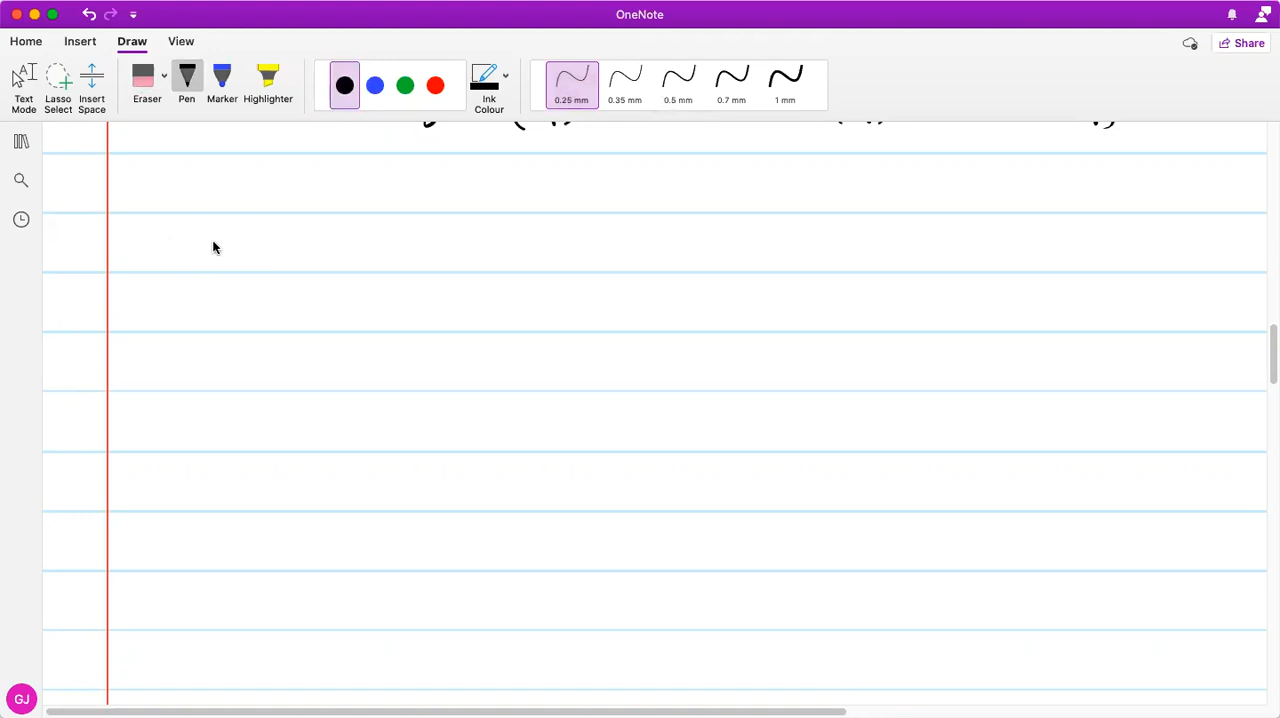 OneNote
Home Insert Draw View
Share
Text Mode
Lasso Select
Insert Space
Eraser
Pen
Marker
Highlighter
Ink Colour
0.25 mm
0.35 mm
0.5 mm
0.7 mm
1 mm
GJ